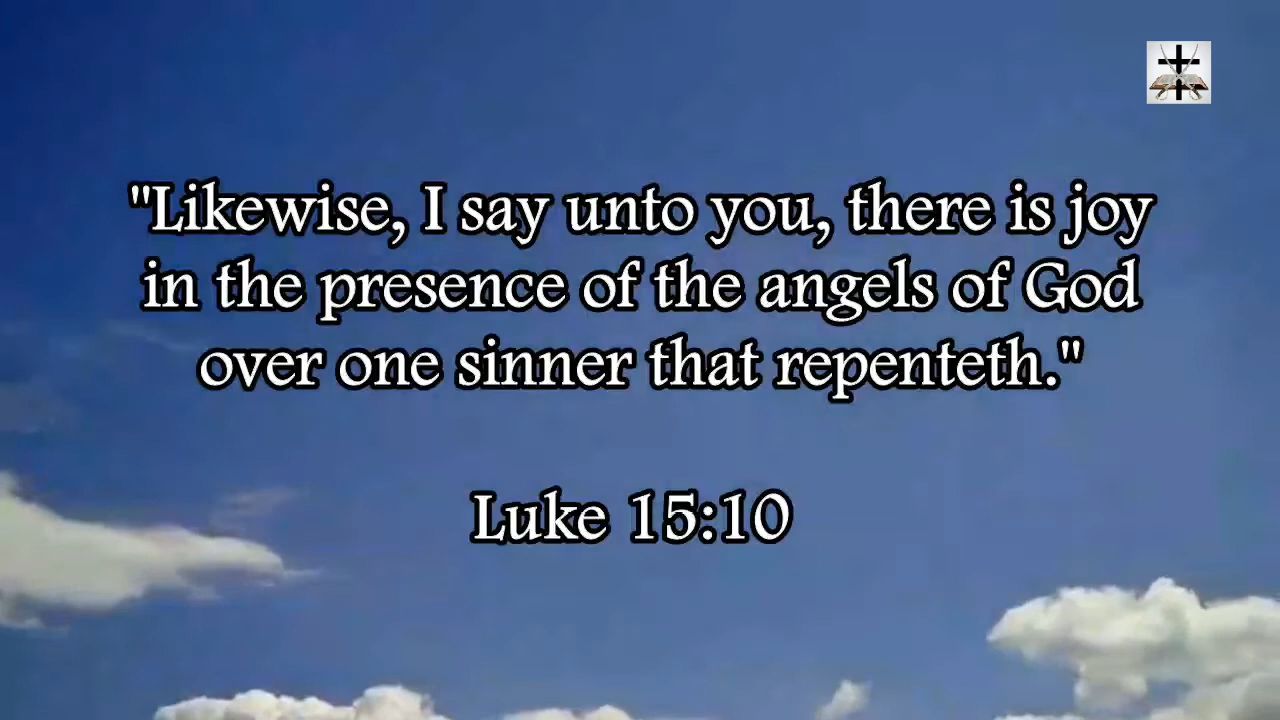 "Likewise, I say unto you, there is joy
in the presence of the angels of God
over one sinner that repenteth."
Luke 15:10